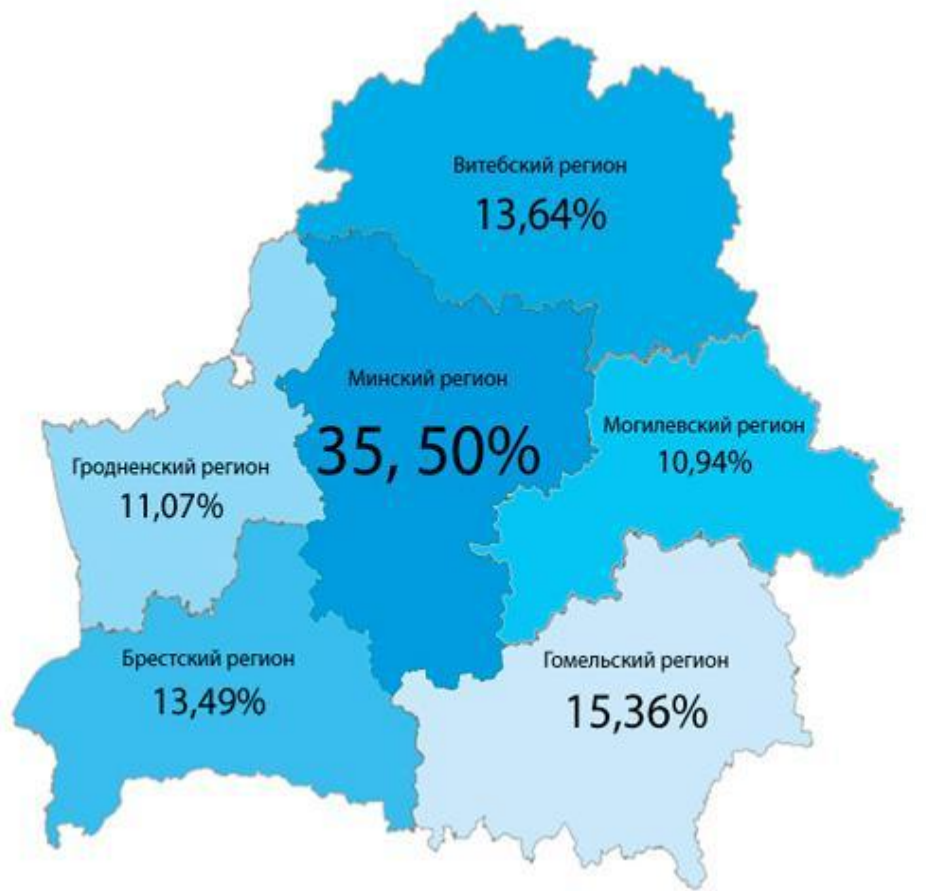 Витебский регион
13,64%
Минский регион
35, 50%
Могилевский регион
10,94%
Гродненский регион
11,07%
Брестский регион
13,49%
Гомельский регион
15,36%